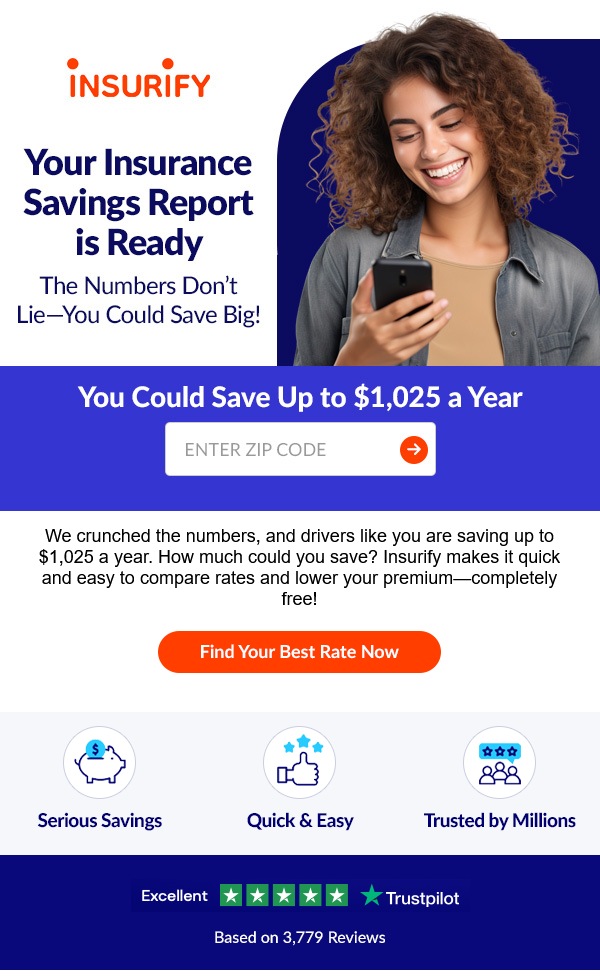 INSURIFY
Your Insurance
Savings Report
is Ready
The Numbers Don't
Lie—You Could Save Big!
You Could Save Up to $1,025 a Year
ENTER ZIP CODE
We crunched the numbers, and drivers like you are saving up to
$1,025 a year. How much could you save? Insurify makes it quick
and easy to compare rates and lower your premium—completely
free!
Find Your Best Rate Now
$
Serious Savings
Quick & Easy
Trusted by Millions
Excellent
Trustpilot
Based on 3,779 Reviews